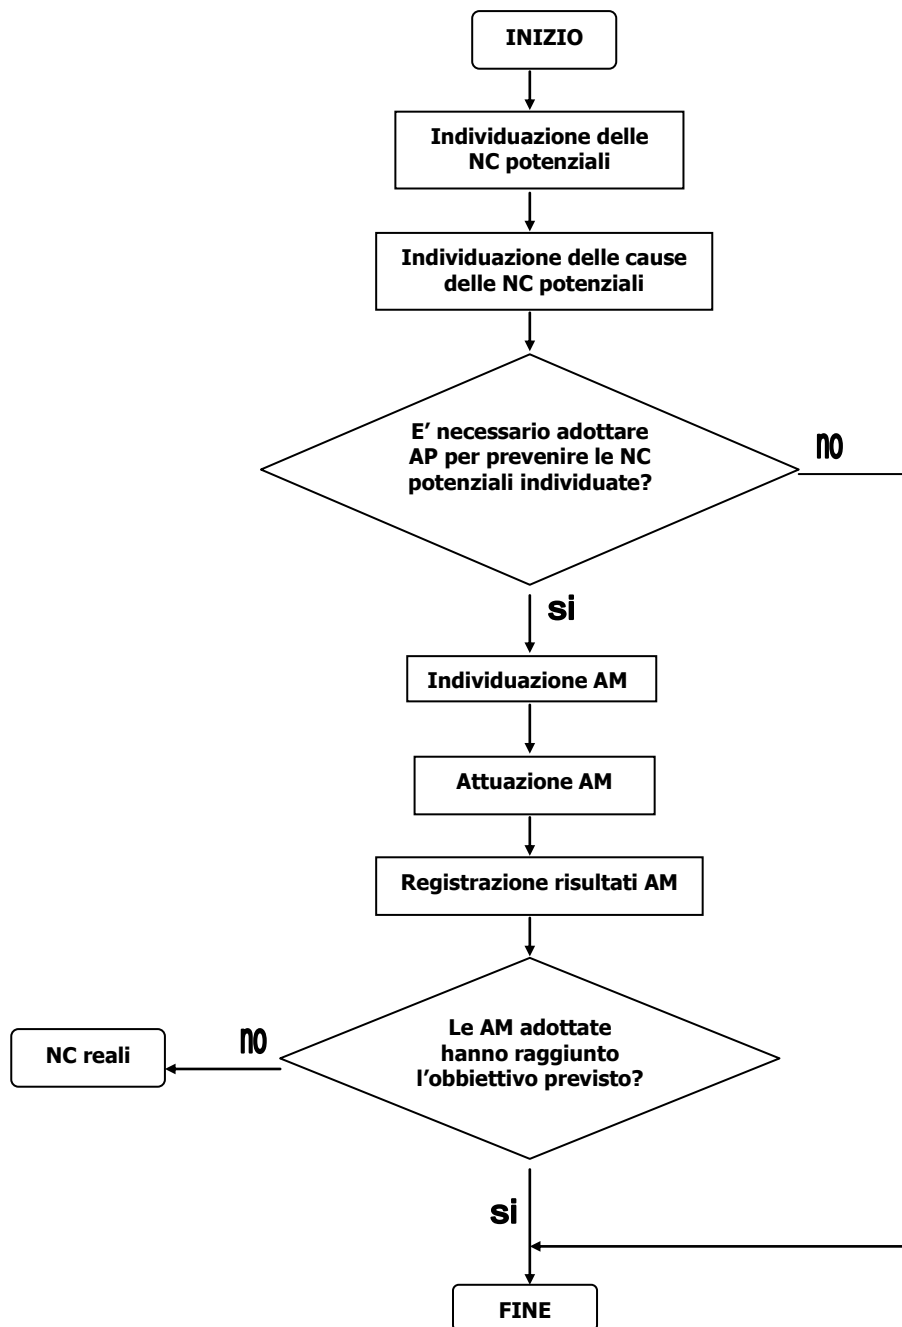 INIZIO
Individuazione delle
NC potenziali
Individuazione delle cause
delle NC potenziali
E’ necessario adottare
AP per prevenire le NC
potenziali individuate?
no
si
Individuazione AM
Attuazione AM
Registrazione risultati AM
Le AM adottate
hanno raggiunto
l’obbiettivo previsto?
no
NC reali
si
FINE